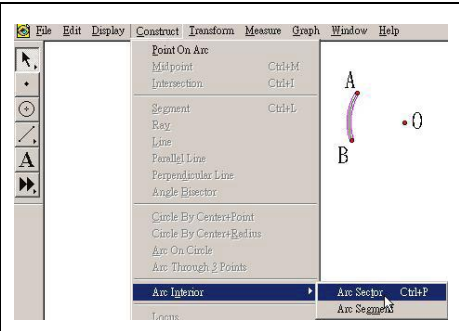 File Edit Display Construct Transform Measure Graph Window Help
Point On Arc
Midpoint Ctrl+M
Intersection Ctrl+I
Segment Ctrl+L
Ray
Line
Parallel Line
Perpendicular Line
Angle Bisector
Circle By Center+Point
Circle By Center+Radius
Arc On Circle
Arc Through 3 Points
Arc Interior
Arc Sector Ctrl+P
Arc Segment
Locus
A
A
O
B